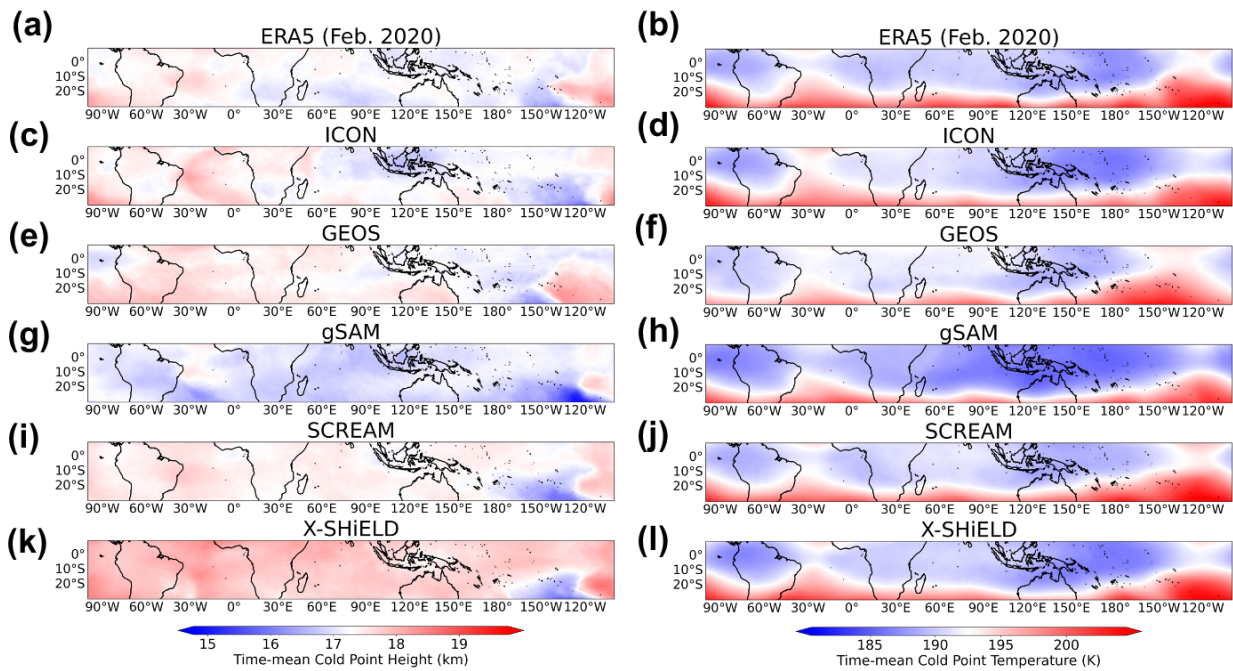 (a) ERA5 (Feb. 2020)
0°
10°S
20°S
90°W 60°W 30°W 0° 30°E 60°E 90°E 120°E 150°E 180° 150°W 120°W
(b) ERA5 (Feb. 2020)
0°
10°S
20°S
90°W 60°W 30°W 0° 30°E 60°E 90°E 120°E 150°E 180° 150°W 120°W
(c) ICON
0°
10°S
20°S
90°W 60°W 30°W 0° 30°E 60°E 90°E 120°E 150°E 180° 150°W 120°W
(d) ICON
0°
10°S
20°S
90°W 60°W 30°W 0° 30°E 60°E 90°E 120°E 150°E 180° 150°W 120°W
(e) GEOS
0°
10°S
20°S
90°W 60°W 30°W 0° 30°E 60°E 90°E 120°E 150°E 180° 150°W 120°W
(f) GEOS
0°
10°S
20°S
90°W 60°W 30°W 0° 30°E 60°E 90°E 120°E 150°E 180° 150°W 120°W
(g) gSAM
0°
10°S
20°S
90°W 60°W 30°W 0° 30°E 60°E 90°E 120°E 150°E 180° 150°W 120°W
(h) gSAM
0°
10°S
20°S
90°W 60°W 30°W 0° 30°E 60°E 90°E 120°E 150°E 180° 150°W 120°W
(i) SCREAM
0°
10°S
20°S
90°W 60°W 30°W 0° 30°E 60°E 90°E 120°E 150°E 180° 150°W 120°W
(j) SCREAM
0°
10°S
20°S
90°W 60°W 30°W 0° 30°E 60°E 90°E 120°E 150°E 180° 150°W 120°W
(k) X-SHiELD
0°
10°S
20°S
90°W 60°W 30°W 0° 30°E 60°E 90°E 120°E 150°E 180° 150°W 120°W
(l) X-SHiELD
0°
10°S
20°S
90°W 60°W 30°W 0° 30°E 60°E 90°E 120°E 150°E 180° 150°W 120°W
15 16 17 18 19
Time-mean Cold Point Height (km)
185 190 195 200
Time-mean Cold Point Temperature (K)